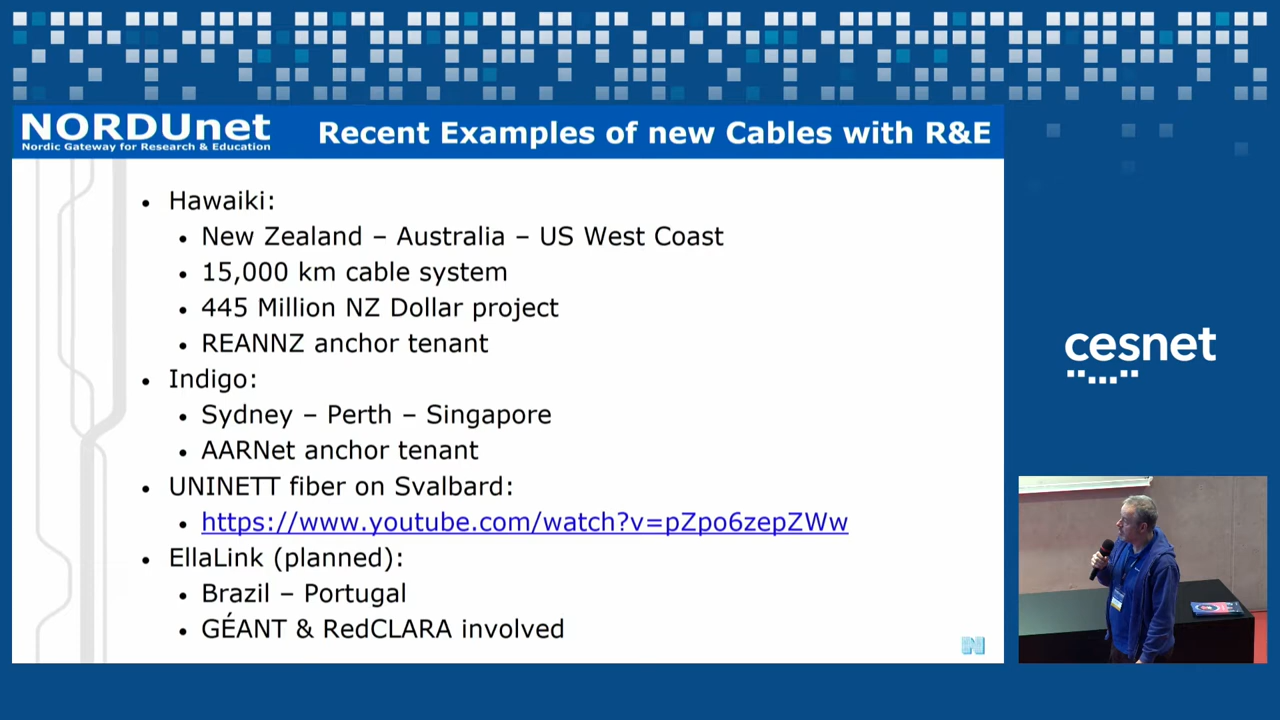 NORDUnet
Nordic Gateway for Research & Education
Recent Examples of new Cables with R&E
• Hawaiki:
• New Zealand – Australia – US West Coast
• 15,000 km cable system
• 445 Million NZ Dollar project
• REANNZ anchor tenant
• Indigo:
• Sydney – Perth – Singapore
• AARNet anchor tenant
• UNINETT fiber on Svalbard:
• https://www.youtube.com/watch?v=pZpo6zepZWw
• EllaLink (planned):
• Brazil – Portugal
• GÉANT & RedCLARA involved
N
cesnet